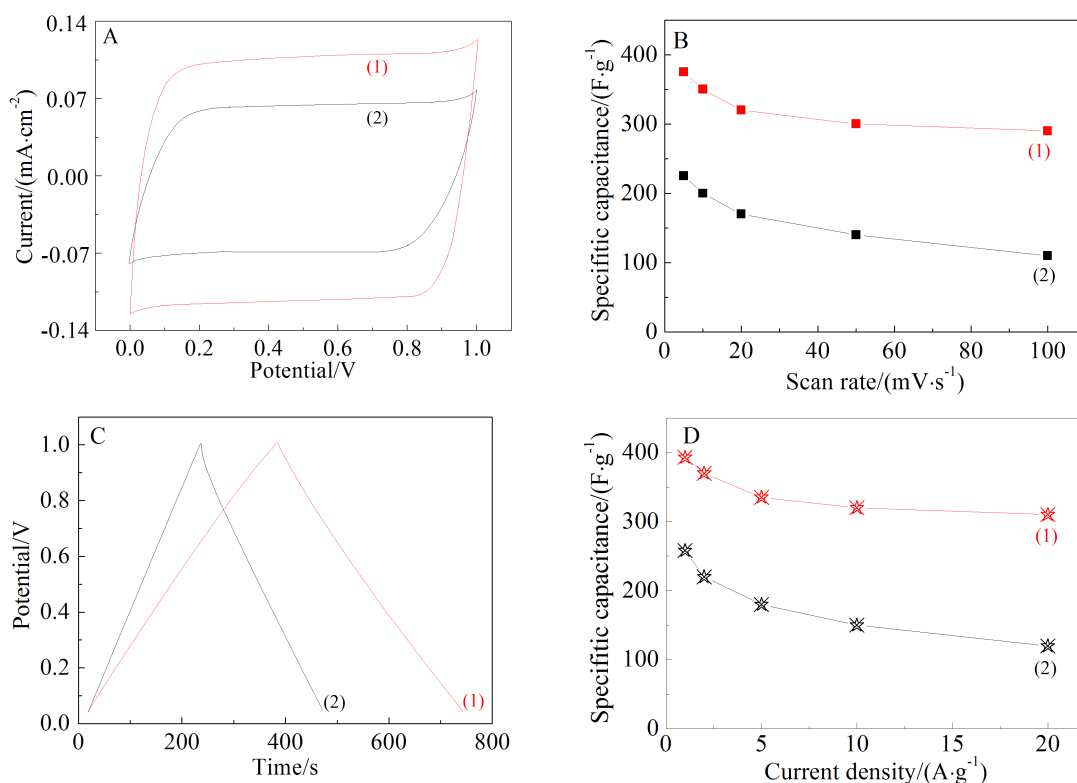 A
0.14
0.07
0.00
-0.07
-0.14
Current/(mA·cm⁻²)
(1)
(2)
0.0 0.2 0.4 0.6 0.8 1.0
Potential/V
B
400
300
200
100
0
Specifitic capacitance/(F·g⁻¹)
(1)
(2)
0 20 40 60 80 100
Scan rate/(mV·s⁻¹)
C
1.0
0.8
0.6
0.4
0.2
0.0
Potential/V
(2)
(1)
0 200 400 600 800
Time/s
D
400
300
200
100
0
Specifitic capacitance/(F·g⁻¹)
(1)
(2)
0 5 10 15 20
Current density/(A·g⁻¹)